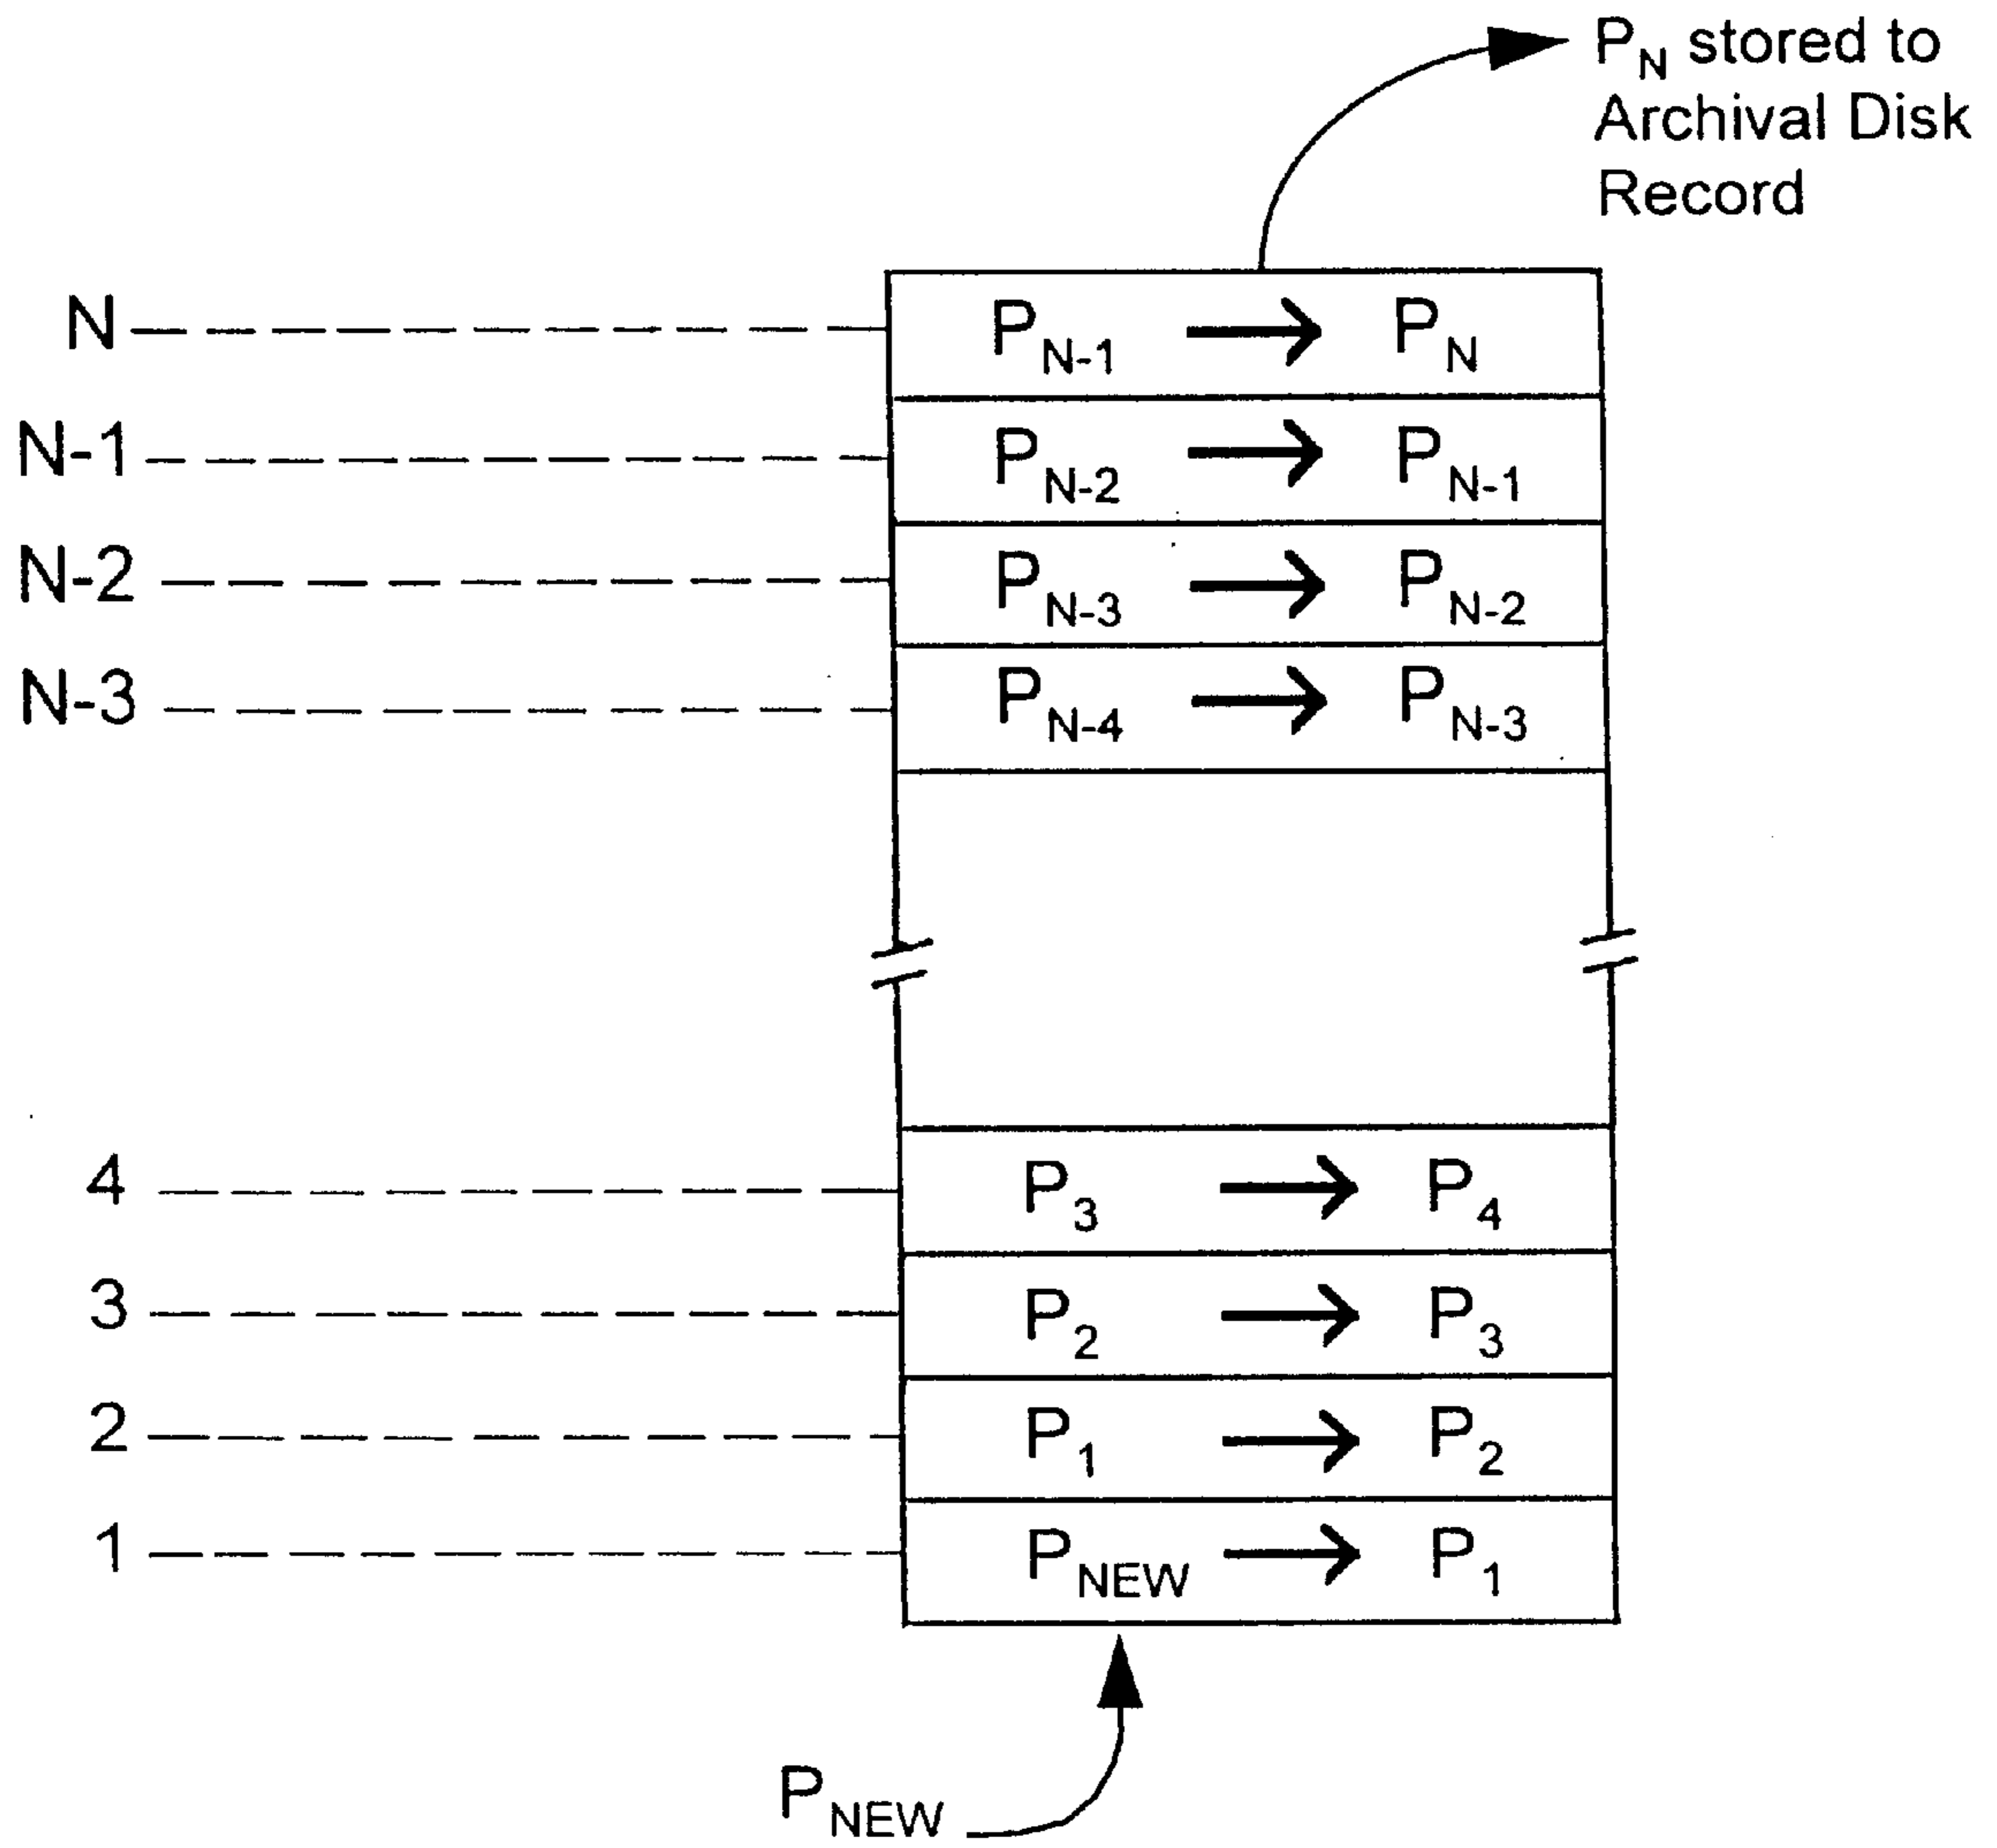 P_N stored to
Archival Disk
Record
N P_N-1 → P_N
N-1 P_N-2 → P_N-1
N-2 P_N-3 → P_N-2
N-3 P_N-4 → P_N-3
4 P_3 → P_4
3 P_2 → P_3
2 P_1 → P_2
1 P_NEW → P_1
P_NEW